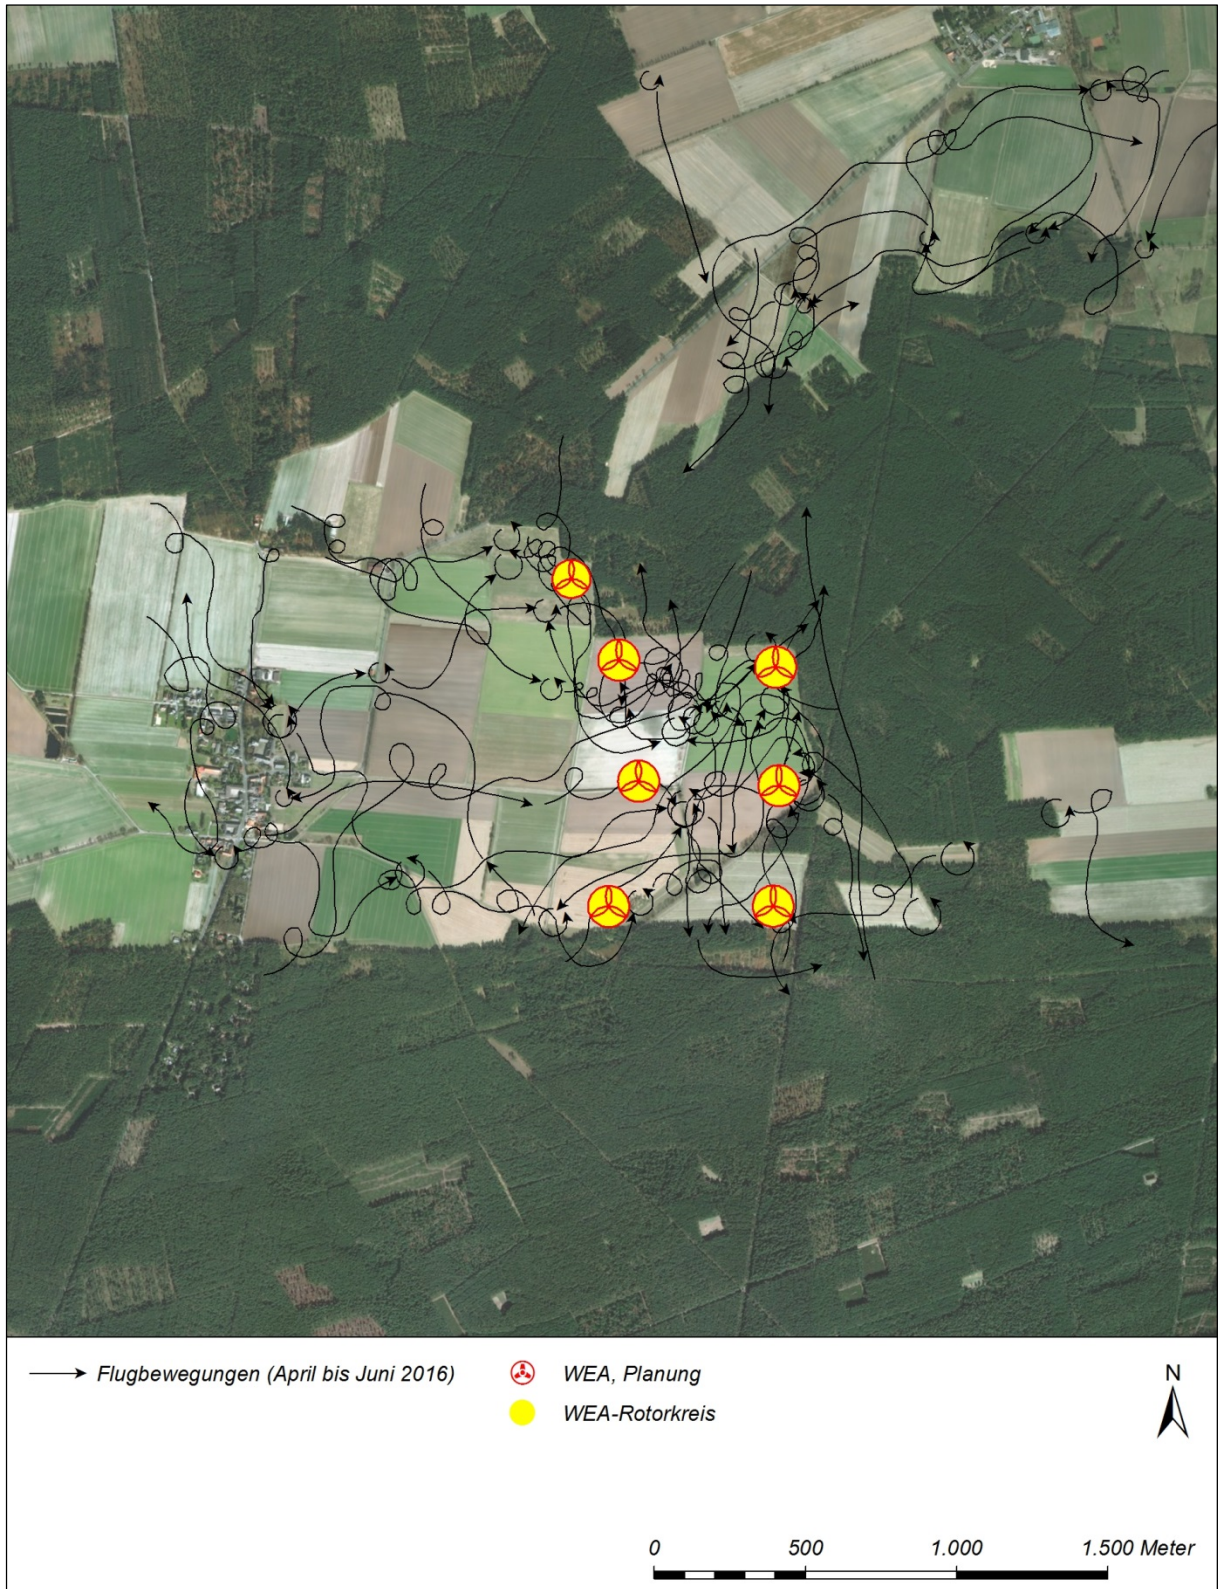 Flugbewegungen (April bis Juni 2016)
WEA, Planung
WEA-Rotorkreis
N
0 500 1.000 1.500 Meter